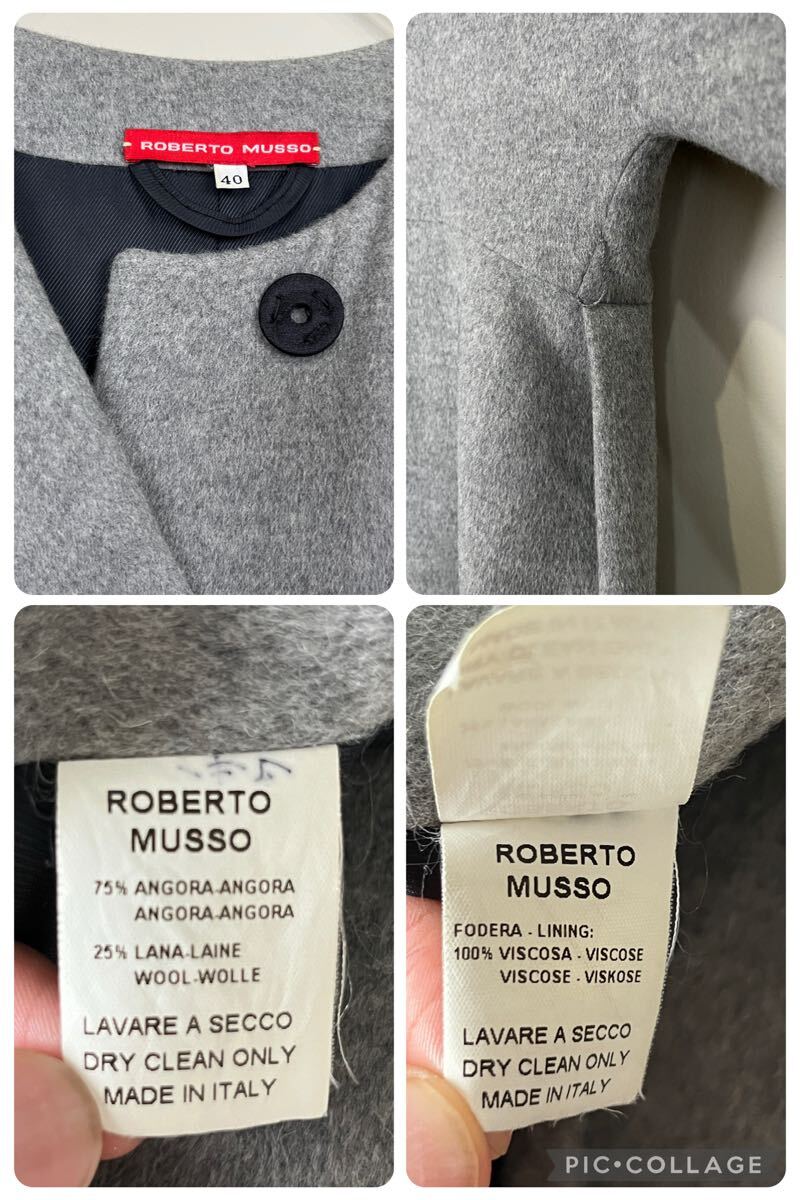 ROBERTO MUSSO
40
ROBERTO
MUSSO
75% ANGORA-ANGORA
ANGORA-ANGORA
25% LANA-LAINE
WOOL-WOLLE
LAVARE A SECCO
DRY CLEAN ONLY
MADE IN ITALY
ROBERTO
MUSSO
FODERA - LINING:
100% VISCOSA - VISCOSE
VISCOSE - VISKOSE
LAVARE A SECCO
DRY CLEAN ONLY
MADE IN ITALY
PIC•COLLAGE